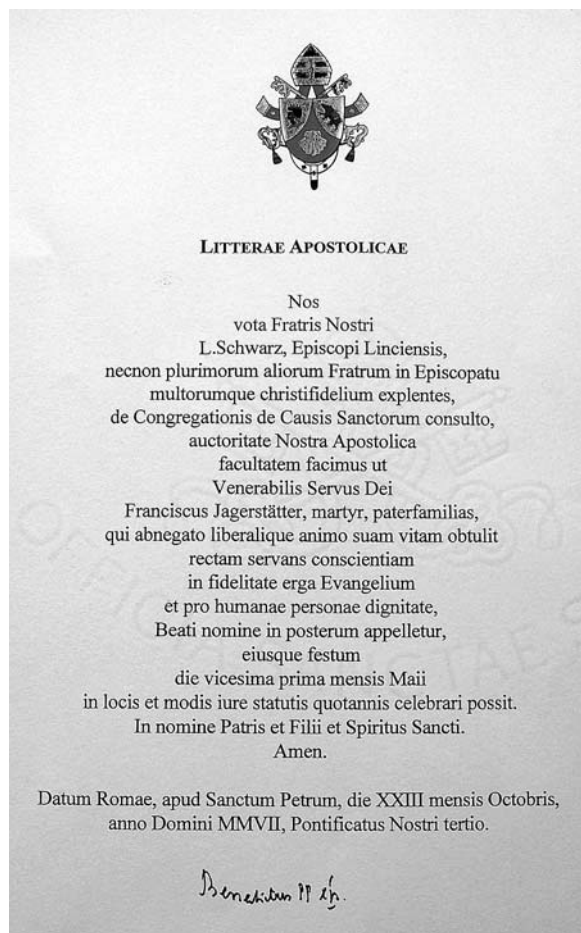 LITTERAE APOSTOLICAE
Nos
vota Fratris Nostri
L.Schwarz, Episcopi Linciensis,
necnon plurimorum aliorum Fratrum in Episcopatu
multorumque christifidelium explentes,
de Congregationis de Causis Sanctorum consulto,
auctoritate Nostra Apostolica
facultatem facimus ut
Venerabilis Servus Dei
Franciscus Jagerstätter, martyr, paterfamilias,
qui abnegato liberalique animo suam vitam obtulit
rectam servans conscientiam
in fidelitate erga Evangelium
et pro humanae personae dignitate,
Beati nomine in posterum appelletur,
eiusque festum
die vicesima prima mensis Maii
in locis et modis iure statutis quotannis celebrari possit.
In nomine Patris et Filii et Spiritus Sancti.
Amen.
Datum Romae, apud Sanctum Petrum, die XXIII mensis Octobris,
anno Domini MMVII, Pontificatus Nostri tertio.
Benedictus PP